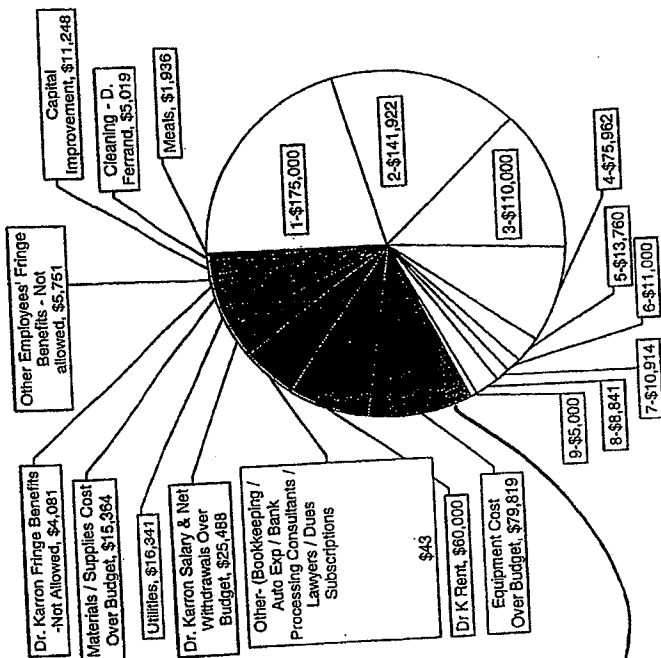 Capital
Improvement, $11,248
Cleaning - D.
Ferrand, $5,019
Meals, $1,936
Other Employees' Fringe
Benefits - Not
allowed, $5,751
Dr. Karron Fringe Benefits
-Not Allowed, $4,081
Materials / Supplies Cost
Over Budget, $15,364
Utilities, $16,341
Dr. Karron Salary & Net
Withdrawals Over
Budget, $25,488
Other- (Bookkeeping /
Auto Exp / Bank
Processing Consultants /
Lawyers / Dues
Subscriptions
$43
Dr K Rent, $60,000
Equipment Cost
Over Budget, $79,819
1-$175,000
2-$141,922
3-$110,000
4-$75,962
5-$13,760
6-$11,000
7-$10,914
8-$8,841
9-$5,000